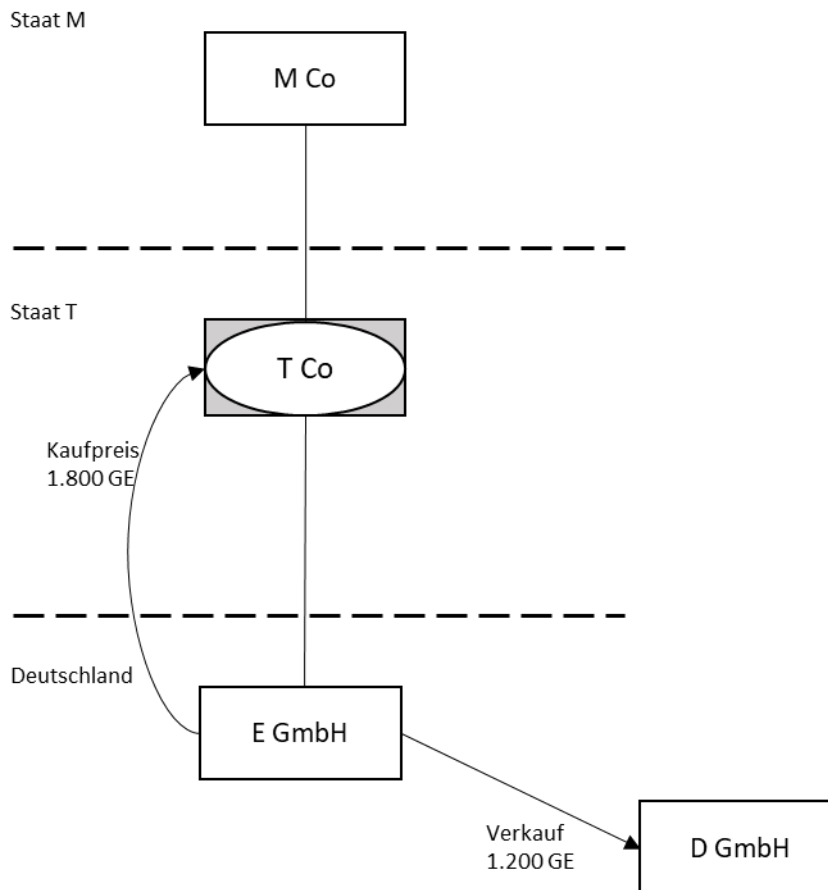 Staat M
M Co
Staat T
T Co
Kaufpreis
1.800 GE
Deutschland
E GmbH
Verkauf
1.200 GE
D GmbH